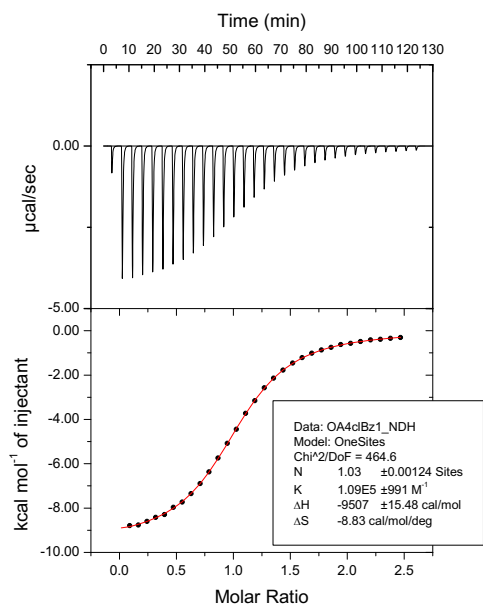 Time (min)
0 10 20 30 40 50 60 70 80 90 100 110 120 130
0.00
µcal/sec
-5.00
0.00
-2.00
-4.00
-6.00
-8.00
-10.00
kcal mol-1 of injectant
Data: OA4clBz1_NDH
Model: OneSites
Chi^2/DoF = 464.6
N 1.03 ±0.00124 Sites
K 1.09E5 ±991 M-1
ΔH -9507 ±15.48 cal/mol
ΔS -8.83 cal/mol/deg
0.0 0.5 1.0 1.5 2.0 2.5
Molar Ratio